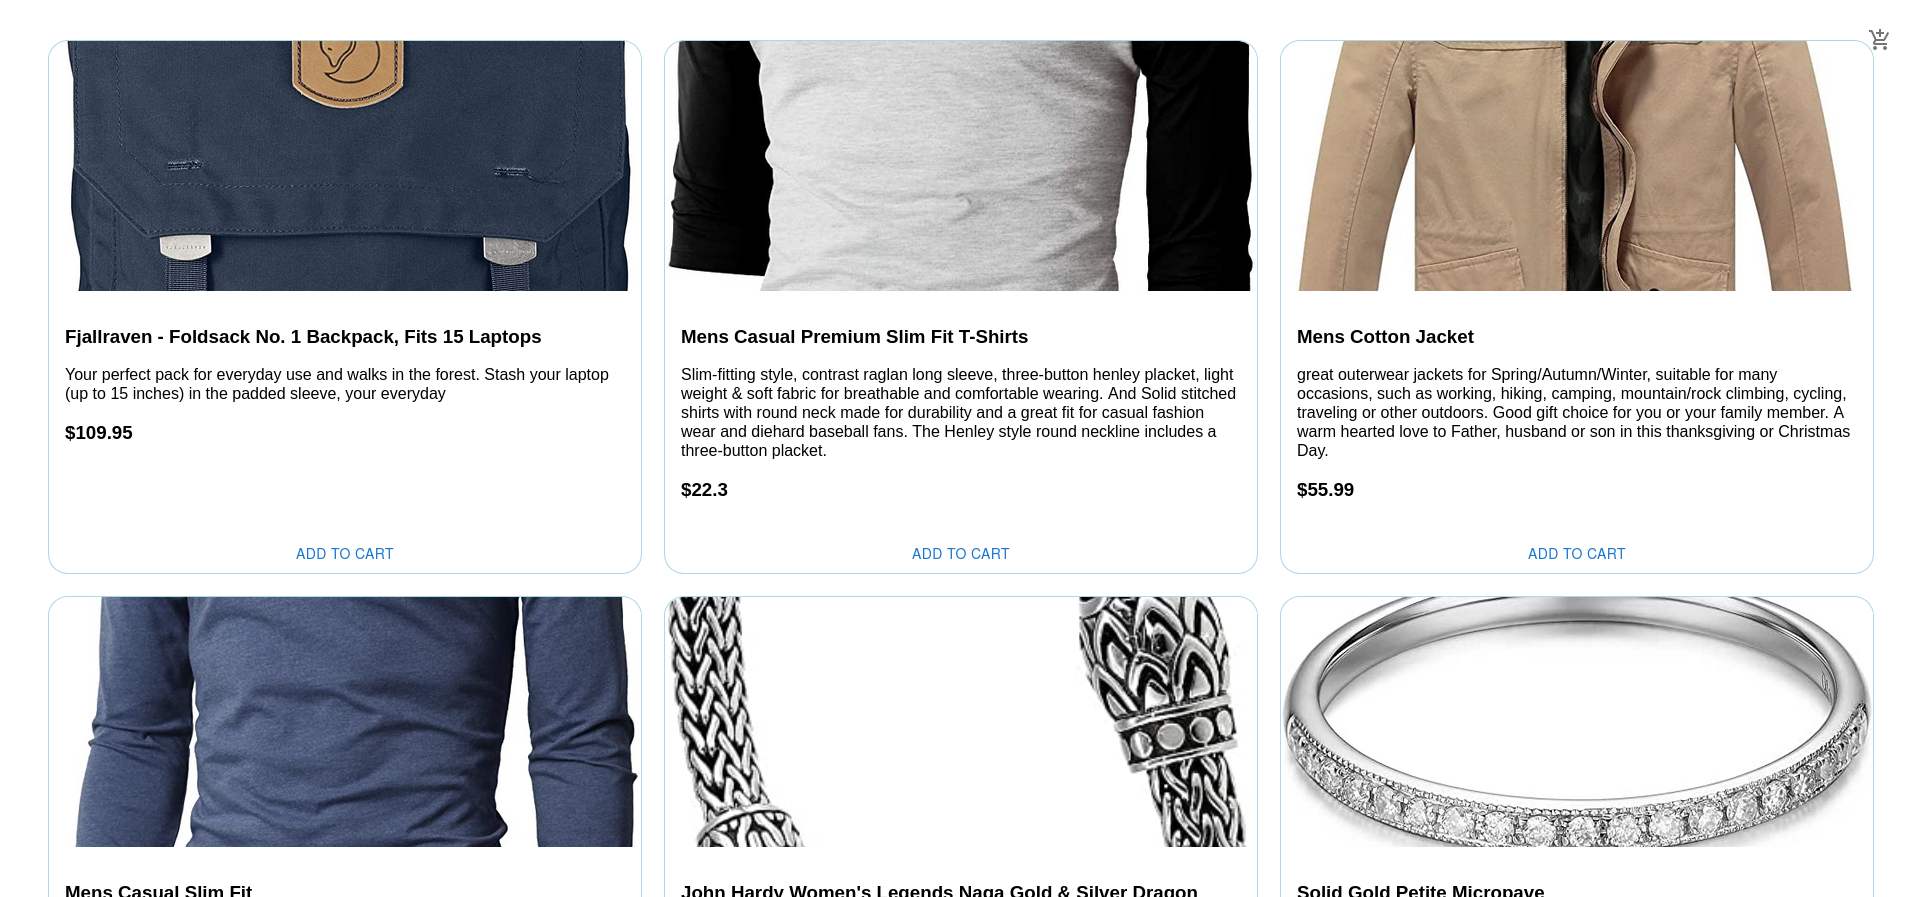 Fjallraven - Foldsack No. 1 Backpack, Fits 15 Laptops
Your perfect pack for everyday use and walks in the forest. Stash your laptop
(up to 15 inches) in the padded sleeve, your everyday
$109.95
ADD TO CART
Mens Casual Premium Slim Fit T-Shirts
Slim-fitting style, contrast raglan long sleeve, three-button henley placket, light
weight & soft fabric for breathable and comfortable wearing. And Solid stitched
shirts with round neck made for durability and a great fit for casual fashion
wear and diehard baseball fans. The Henley style round neckline includes a
three-button placket.
$22.3
ADD TO CART
Mens Cotton Jacket
great outerwear jackets for Spring/Autumn/Winter, suitable for many
occasions, such as working, hiking, camping, mountain/rock climbing, cycling,
traveling or other outdoors. Good gift choice for you or your family member. A
warm hearted love to Father, husband or son in this thanksgiving or Christmas
Day.
$55.99
ADD TO CART
Mens Casual Slim Fit
John Hardy Women's Legends Naga Gold & Silver Dragon
Solid Gold Petite Micropave